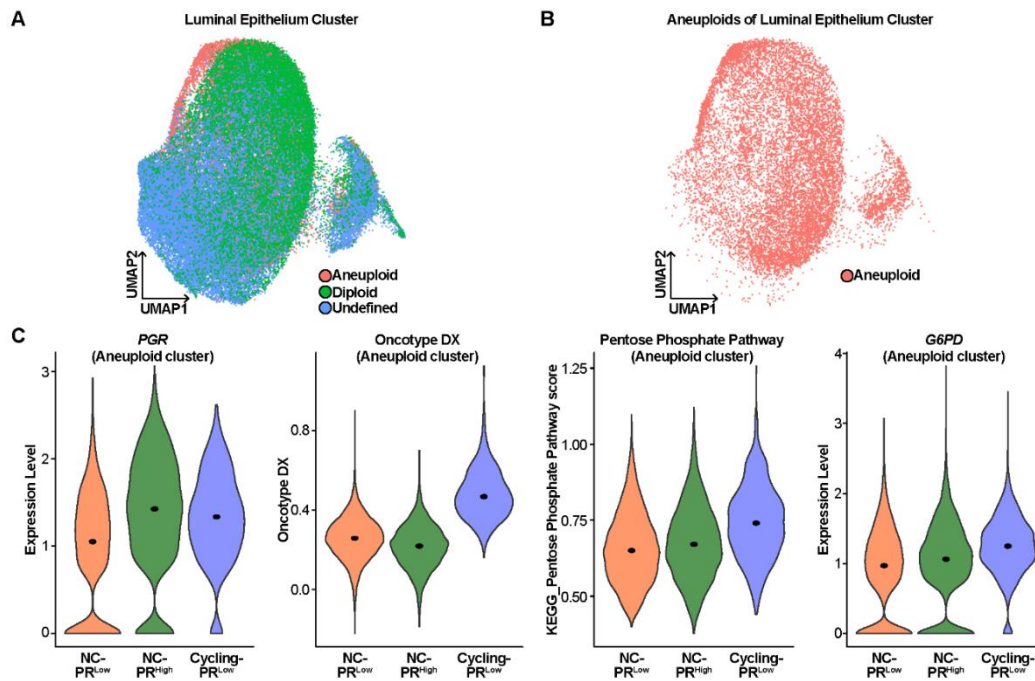 A
Luminal Epithelium Cluster
UMAP2
UMAP1
Aneuploid
Diploid
Undefined
B
Aneuploids of Luminal Epithelium Cluster
UMAP2
UMAP1
Aneuploid
C
PGR
(Aneuploid cluster)
Expression Level
3
2
1
0
NC-
PRLow
NC-
PRHigh
Cycling-
PRLow
Oncotype DX
(Aneuploid cluster)
Oncotype DX
0.8
0.4
0.0
NC-
PRLow
NC-
PRHigh
Cycling-
PRLow
Pentose Phosphate Pathway
(Aneuploid cluster)
KEGG_Pentose Phosphate Pathway score
1.25
1.00
0.75
0.50
NC-
PRLow
NC-
PRHigh
Cycling-
PRLow
G6PD
(Aneuploid cluster)
Expression Level
4
3
2
1
0
NC-
PRLow
NC-
PRHigh
Cycling-
PRLow